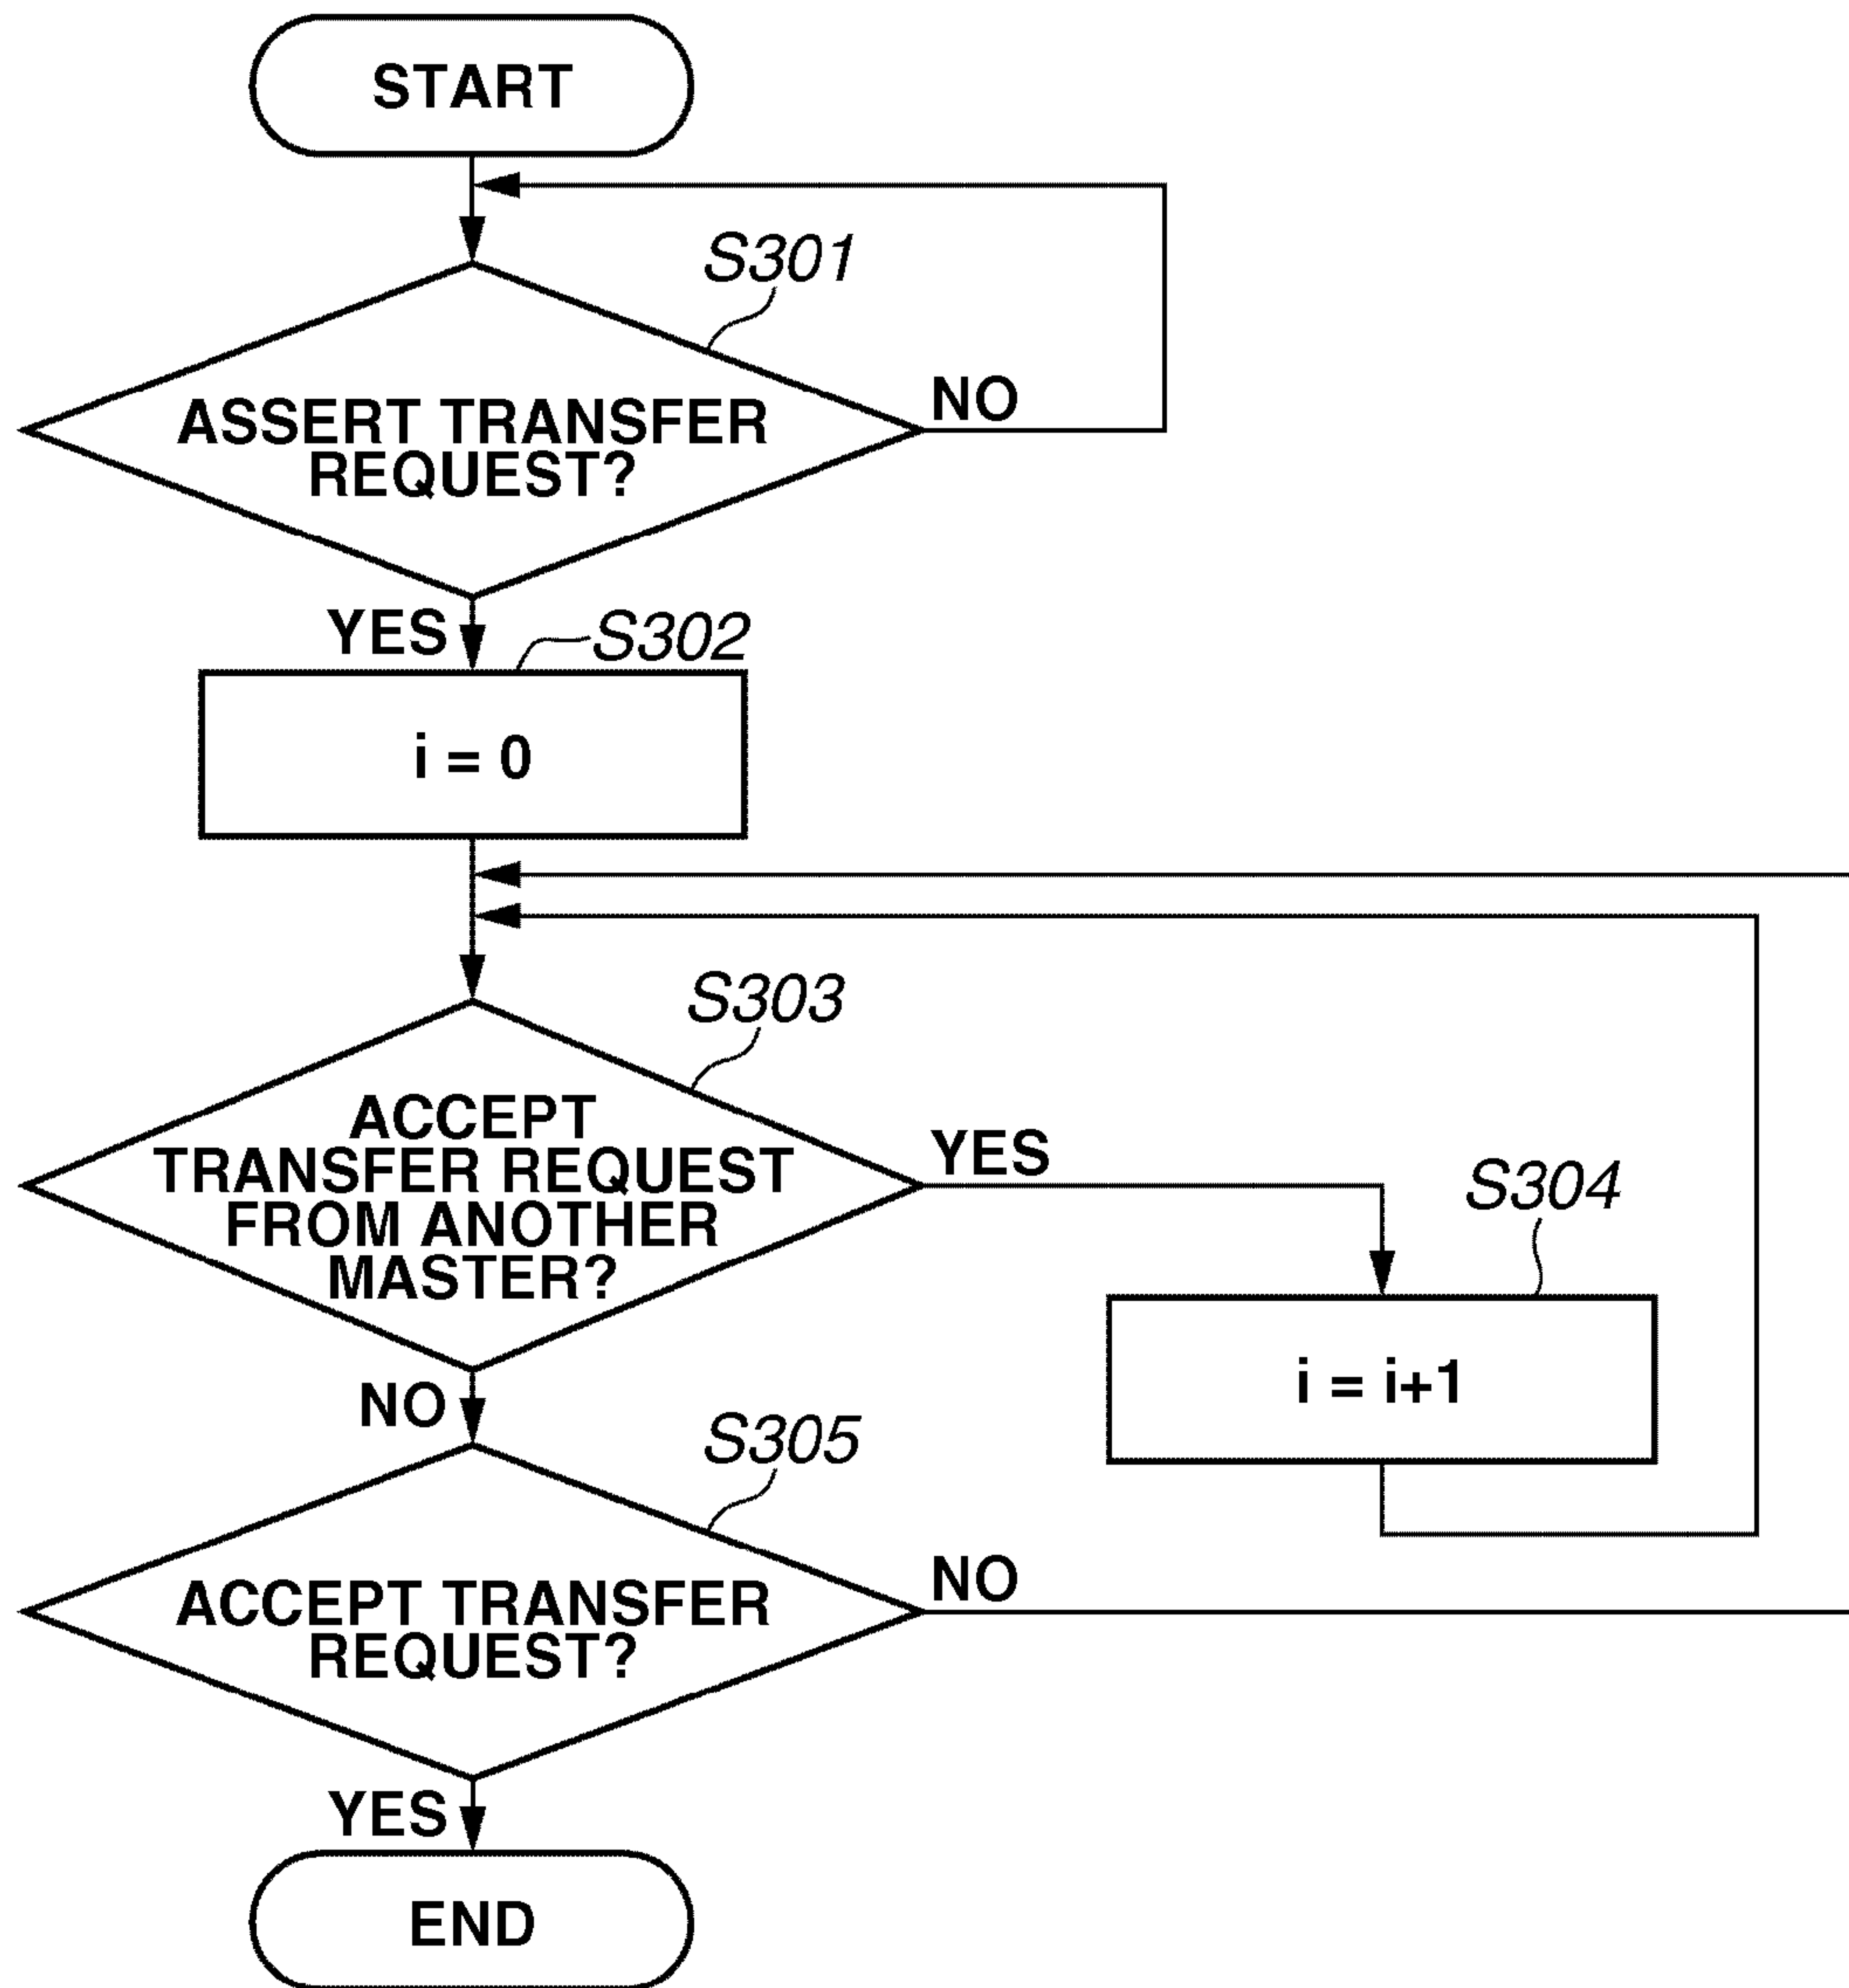 START
S301
ASSERT TRANSFER
REQUEST?
NO
YES
S302
i = 0
S303
ACCEPT
TRANSFER REQUEST
FROM ANOTHER
MASTER?
YES
S304
i = i+1
NO
S305
ACCEPT TRANSFER
REQUEST?
NO
YES
END